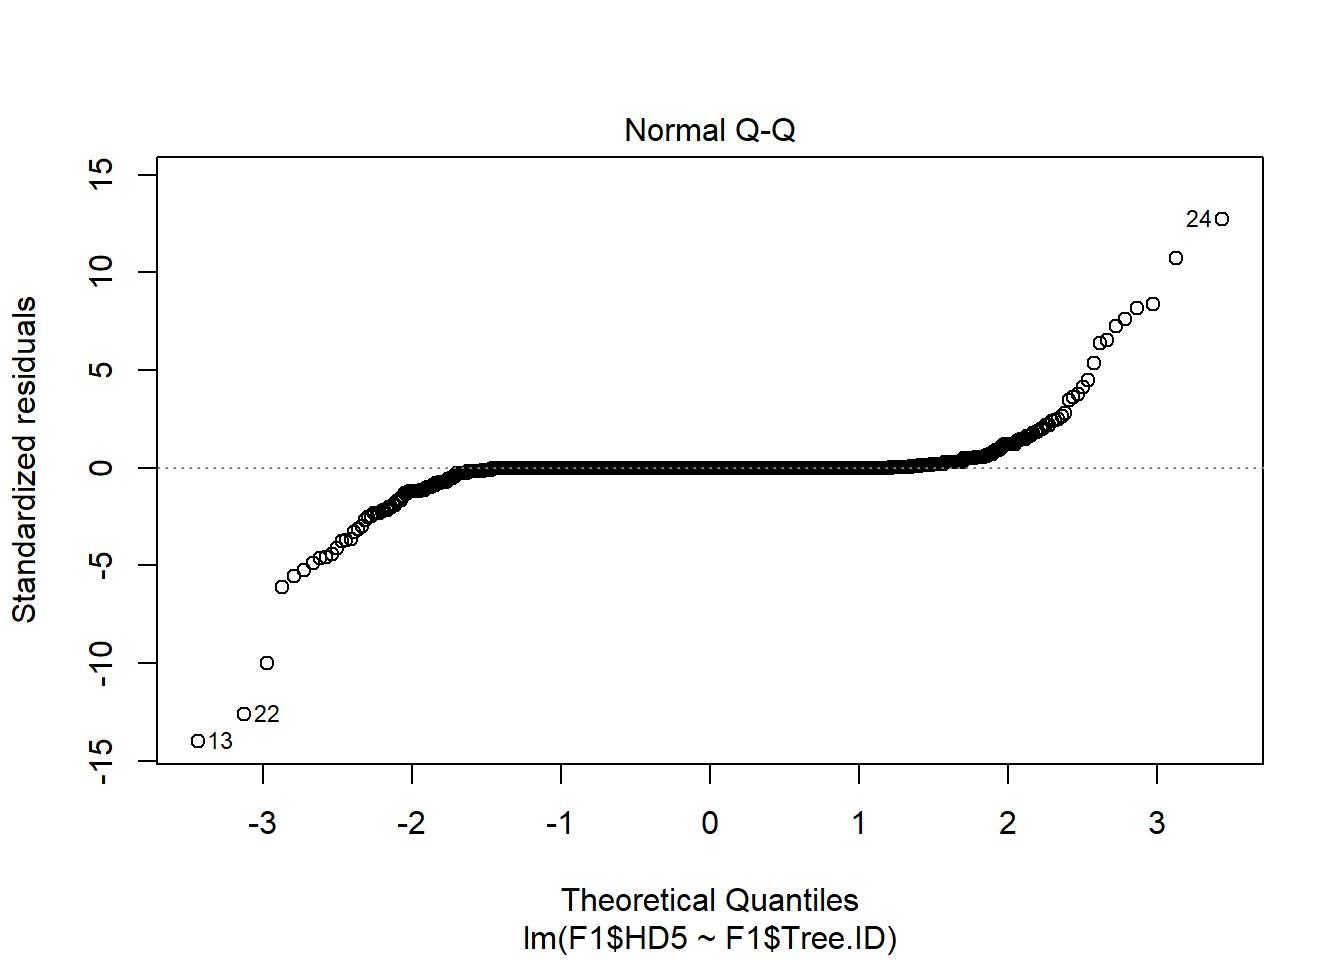 Normal Q-Q
Standardized residuals
15
10
5
0
-5
-10
-15
24
22
13
-3 -2 -1 0 1 2 3
Theoretical Quantiles
lm(F1$HD5 ~ F1$Tree.ID)